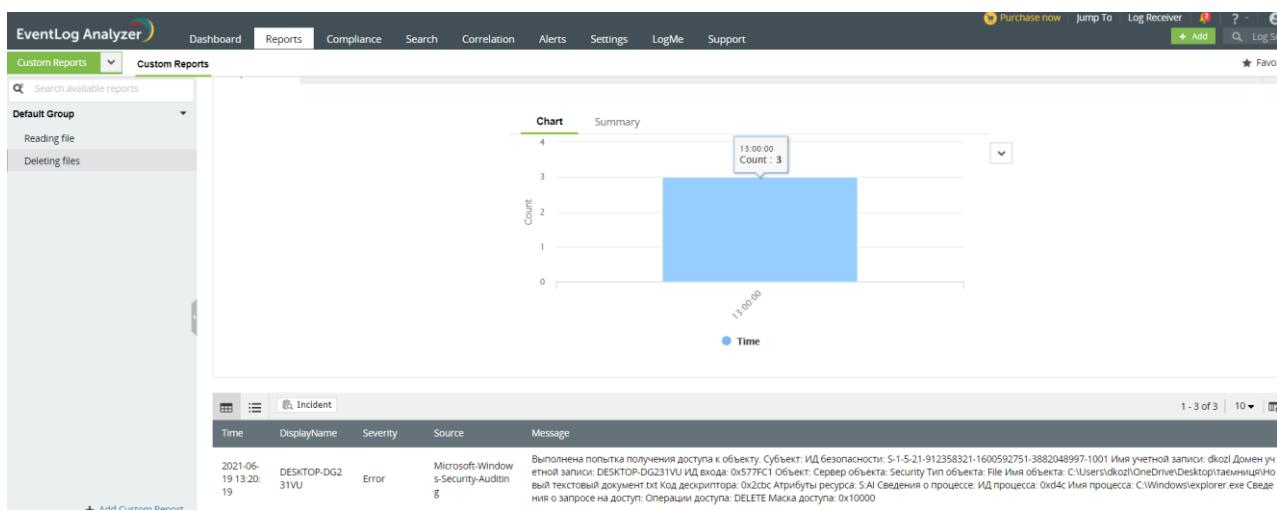 Purchase now Jump To Log Receiver 2 ?
EventLog Analyzer
Dashboard Reports Compliance Search Correlation Alerts Settings LogMe Support
+ Add Log
Custom Reports Custom Reports Favo
Search available reports
Default Group
Reading file
Deleting files
Chart Summary
4
13:00:00
Count : 3
3
2
1
0
Count
13:00:00
Time
Incident 1 - 3 of 3 10
Time DisplayName Severity Source Message
2021-06-19 13:20:19
DESKTOP-DG231VU
Error
Microsoft-Windows-Security-Auditing
Выполнена попытка получения доступа к объекту. Субъект: ИД безопасности: S-1-5-21-912358321-1600592751-3882048997-1001 Имя учетной записи: dkozl Домен уч
етной записи: DESKTOP-DG231VU ИД входа: 0x577FC1 Объект: Сервер объекта: Security Тип объекта: File Имя объекта: C:\Users\dkozl\OneDrive\Desktop\таємниця\Но
вый текстовый документ.txt Код дескриптора: 0x2cbc Атрибуты ресурса: S:AI Сведения о процессе: ИД процесса: 0xd4c Имя процесса: C:\Windows\explorer.exe Сведе
ния о запросе на доступ: Операции доступа: DELETE Маска доступа: 0x10000
+ Add Custom Report